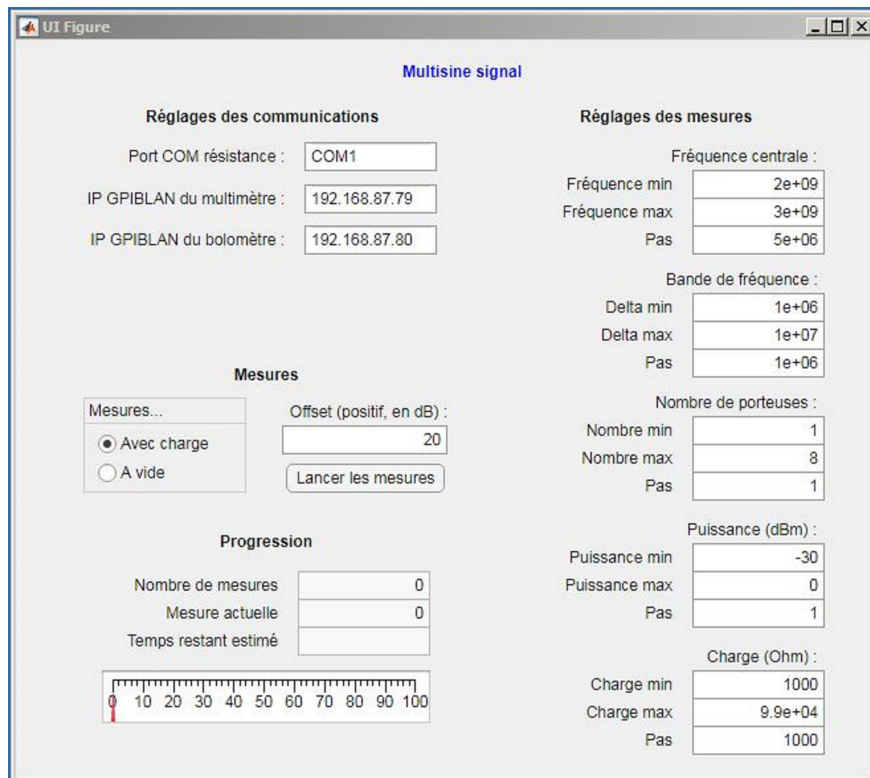 UI Figure
Multisine signal
Réglages des communications
Port COM résistance : COM1
IP GPIBLAN du multimètre : 192.168.87.79
IP GPIBLAN du bolomètre : 192.168.87.80
Mesures
Mesures...
Avec charge
A vide
Offset (positif, en dB) :
20
Lancer les mesures
Progression
Nombre de mesures 0
Mesure actuelle 0
Temps restant estimé
0 10 20 30 40 50 60 70 80 90 100
Réglages des mesures
Fréquence centrale :
Fréquence min 2e+09
Fréquence max 3e+09
Pas 5e+06
Bande de fréquence :
Delta min 1e+06
Delta max 1e+07
Pas 1e+06
Nombre de porteuses :
Nombre min 1
Nombre max 8
Pas 1
Puissance (dBm) :
Puissance min -30
Puissance max 0
Pas 1
Charge (Ohm) :
Charge min 1000
Charge max 9.9e+04
Pas 1000